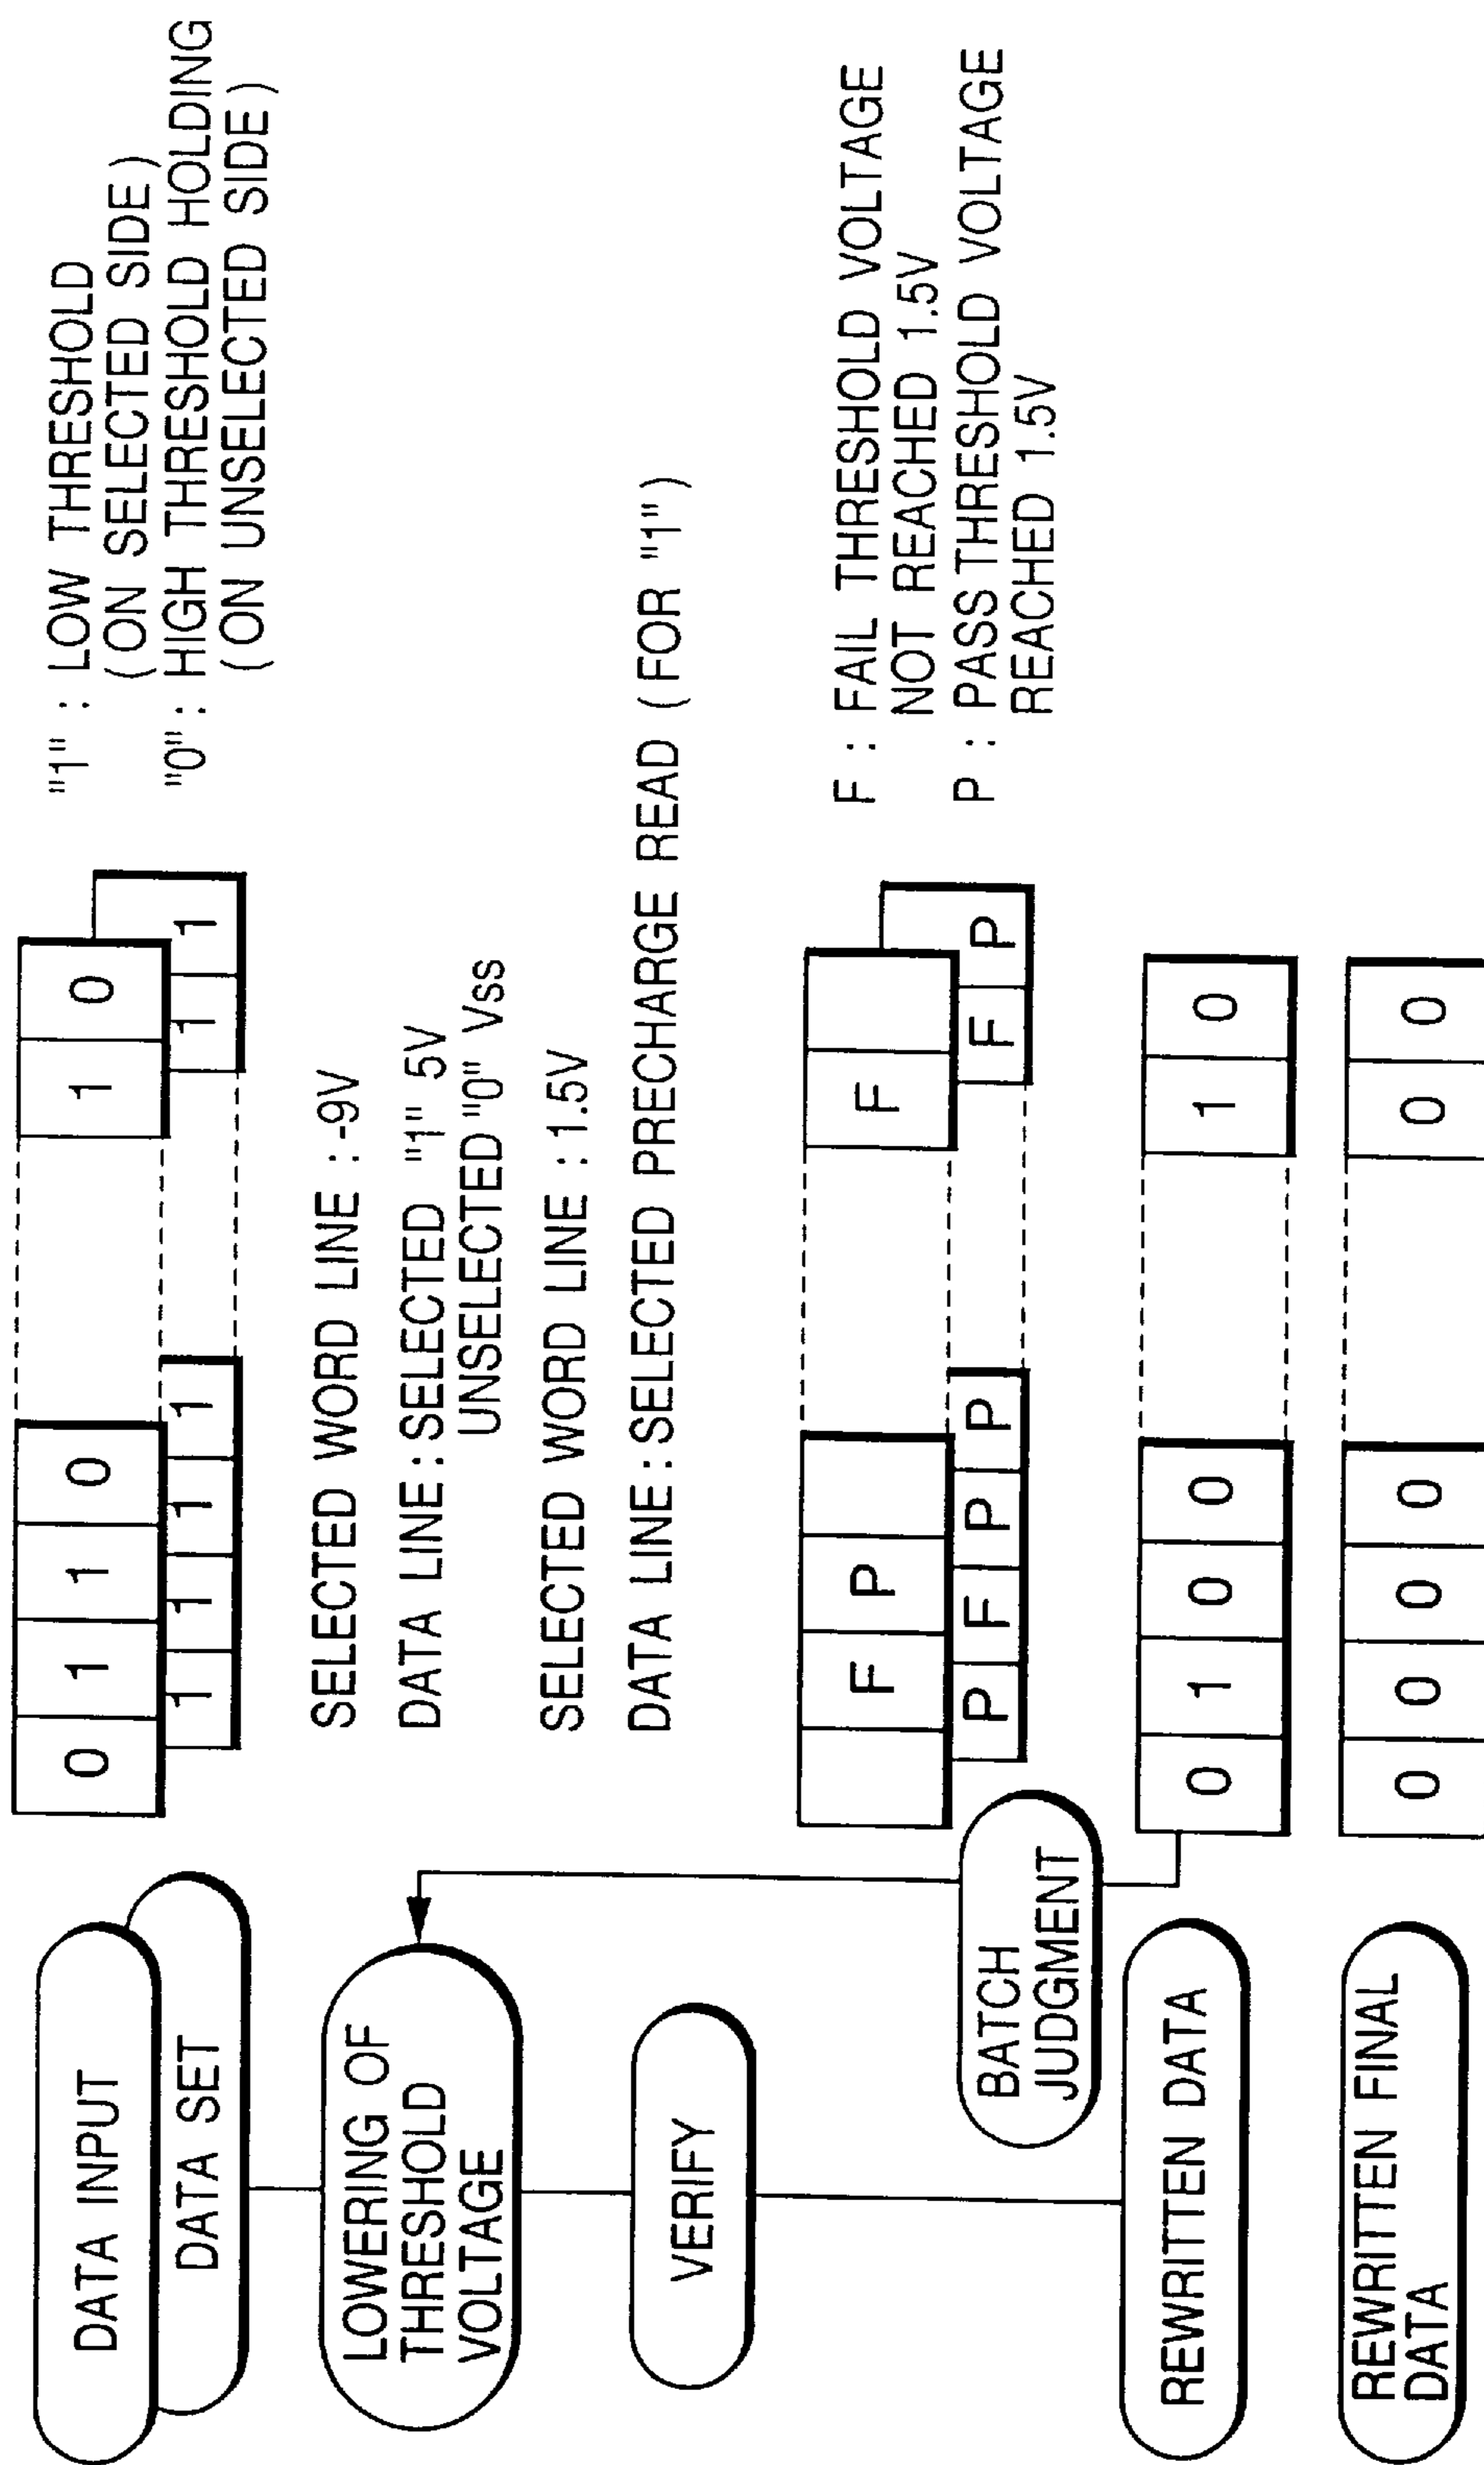 DATA INPUT
DATA SET
0 1 1 0 1 0
1 1 1 1 1 1
"1" : LOW THRESHOLD
(ON SELECTED SIDE)
"0" : HIGH THRESHOLD HOLDING
(ON UNSELECTED SIDE)
LOWERING OF
THRESHOLD
VOLTAGE
SELECTED WORD LINE : -9V
DATA LINE : SELECTED "1" 5V
UNSELECTED "0" Vss
VERIFY
SELECTED WORD LINE : 1.5V
DATA LINE : SELECTED PRECHARGE READ (FOR "1")
F P F
P F P P F P
F : FAIL THRESHOLD VOLTAGE
NOT REACHED 1.5V
P : PASS THRESHOLD VOLTAGE
REACHED 1.5V
BATCH
JUDGMENT
REWRITTEN DATA
0 1 0 0 1 0
REWRITTEN FINAL
DATA
0 0 0 0 0 0